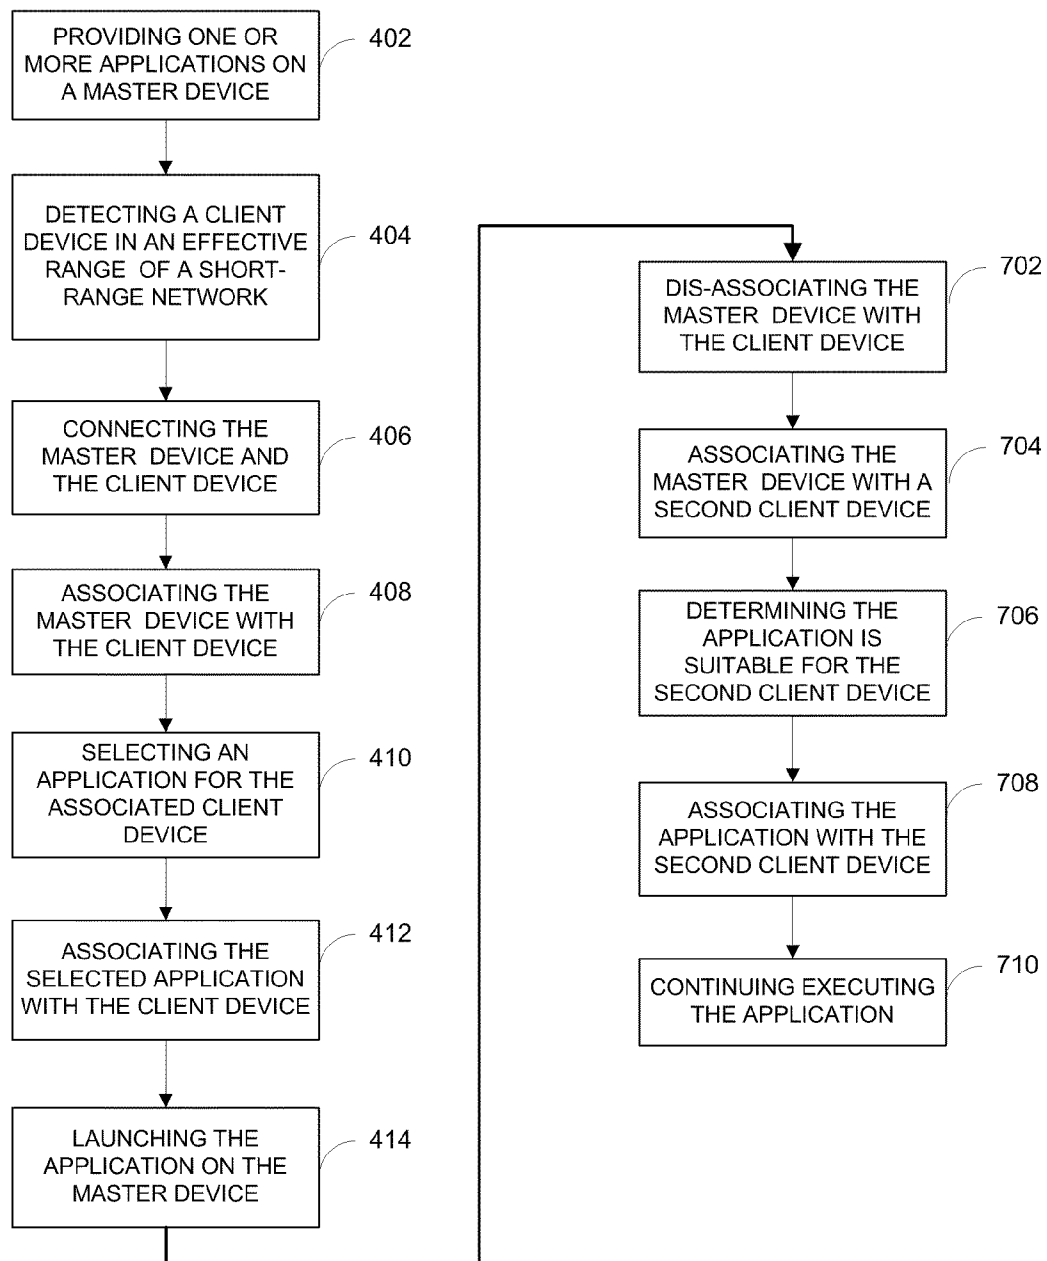 PROVIDING ONE OR
MORE APPLICATIONS ON
A MASTER DEVICE
402
DETECTING A CLIENT
DEVICE IN AN EFFECTIVE
RANGE OF A SHORT-
RANGE NETWORK
404
CONNECTING THE
MASTER DEVICE AND
THE CLIENT DEVICE
406
ASSOCIATING THE
MASTER DEVICE WITH
THE CLIENT DEVICE
408
SELECTING AN
APPLICATION FOR THE
ASSOCIATED CLIENT
DEVICE
410
ASSOCIATING THE
SELECTED APPLICATION
WITH THE CLIENT DEVICE
412
LAUNCHING THE
APPLICATION ON THE
MASTER DEVICE
414
DIS-ASSOCIATING THE
MASTER DEVICE WITH
THE CLIENT DEVICE
702
ASSOCIATING THE
MASTER DEVICE WITH A
SECOND CLIENT DEVICE
704
DETERMINING THE
APPLICATION IS
SUITABLE FOR THE
SECOND CLIENT DEVICE
706
ASSOCIATING THE
APPLICATION WITH THE
SECOND CLIENT DEVICE
708
CONTINUING EXECUTING
THE APPLICATION
710